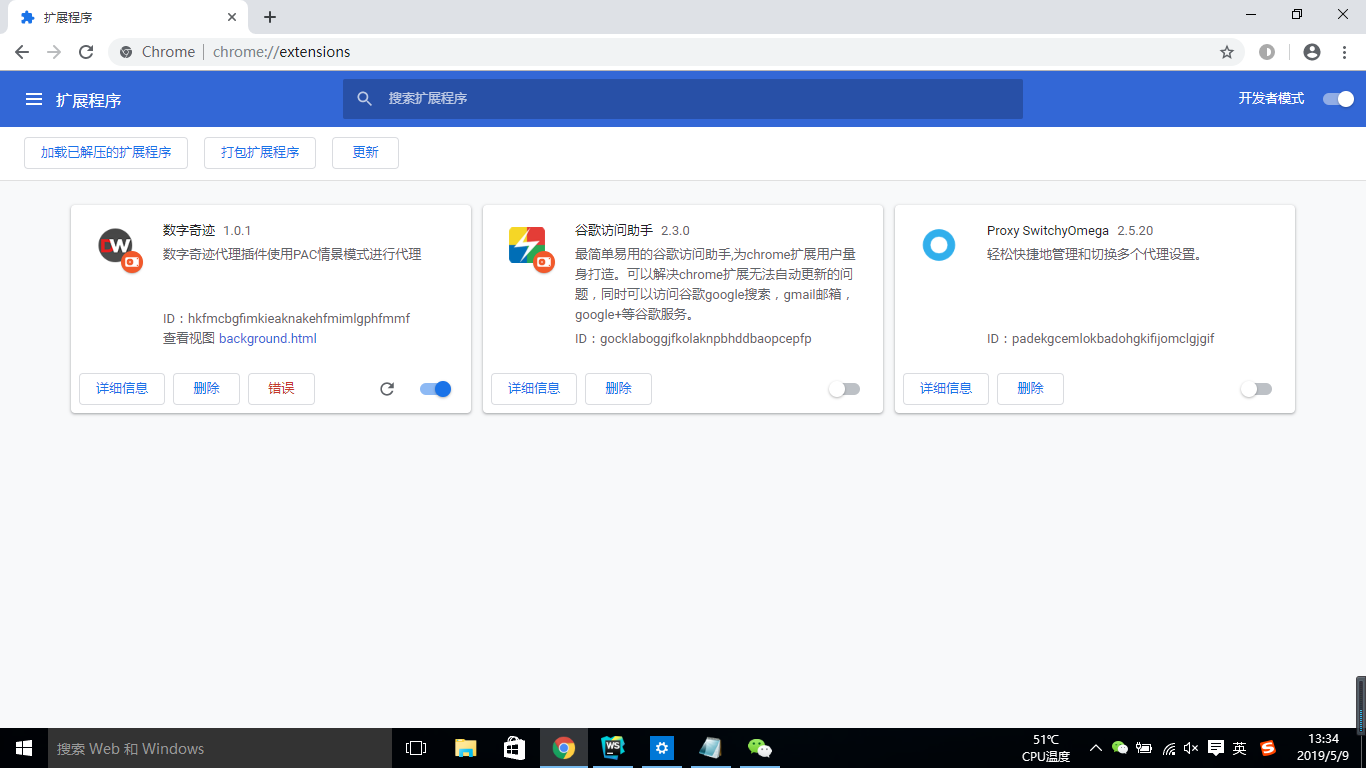 扩展程序
Chrome
chrome://extensions
扩展程序
搜索扩展程序
开发者模式
加载已解压的扩展程序
打包扩展程序
更新
数字奇迹 1.0.1
数字奇迹代理插件使用PAC情景模式进行代理
ID：hkfmcbgfimkieaknakehfmimlgphfmmf
查看视图 background.html
详细信息
删除
错误
谷歌访问助手 2.3.0
最简单易用的谷歌访问助手,为chrome扩展用户量
身打造。可以解决chrome扩展无法自动更新的问
题，同时可以访问谷歌google搜索，gmail邮箱，
google+等谷歌服务。
ID：gocklaboggjfkolaknpbhddbaopcepfp
详细信息
删除
Proxy SwitchyOmega 2.5.20
轻松快捷地管理和切换多个代理设置。
ID：padekgcemlokbadohgkifijomclgjgif
详细信息
删除
搜索 Web 和 Windows
WS
51℃
CPU温度
英
13:34
2019/5/9